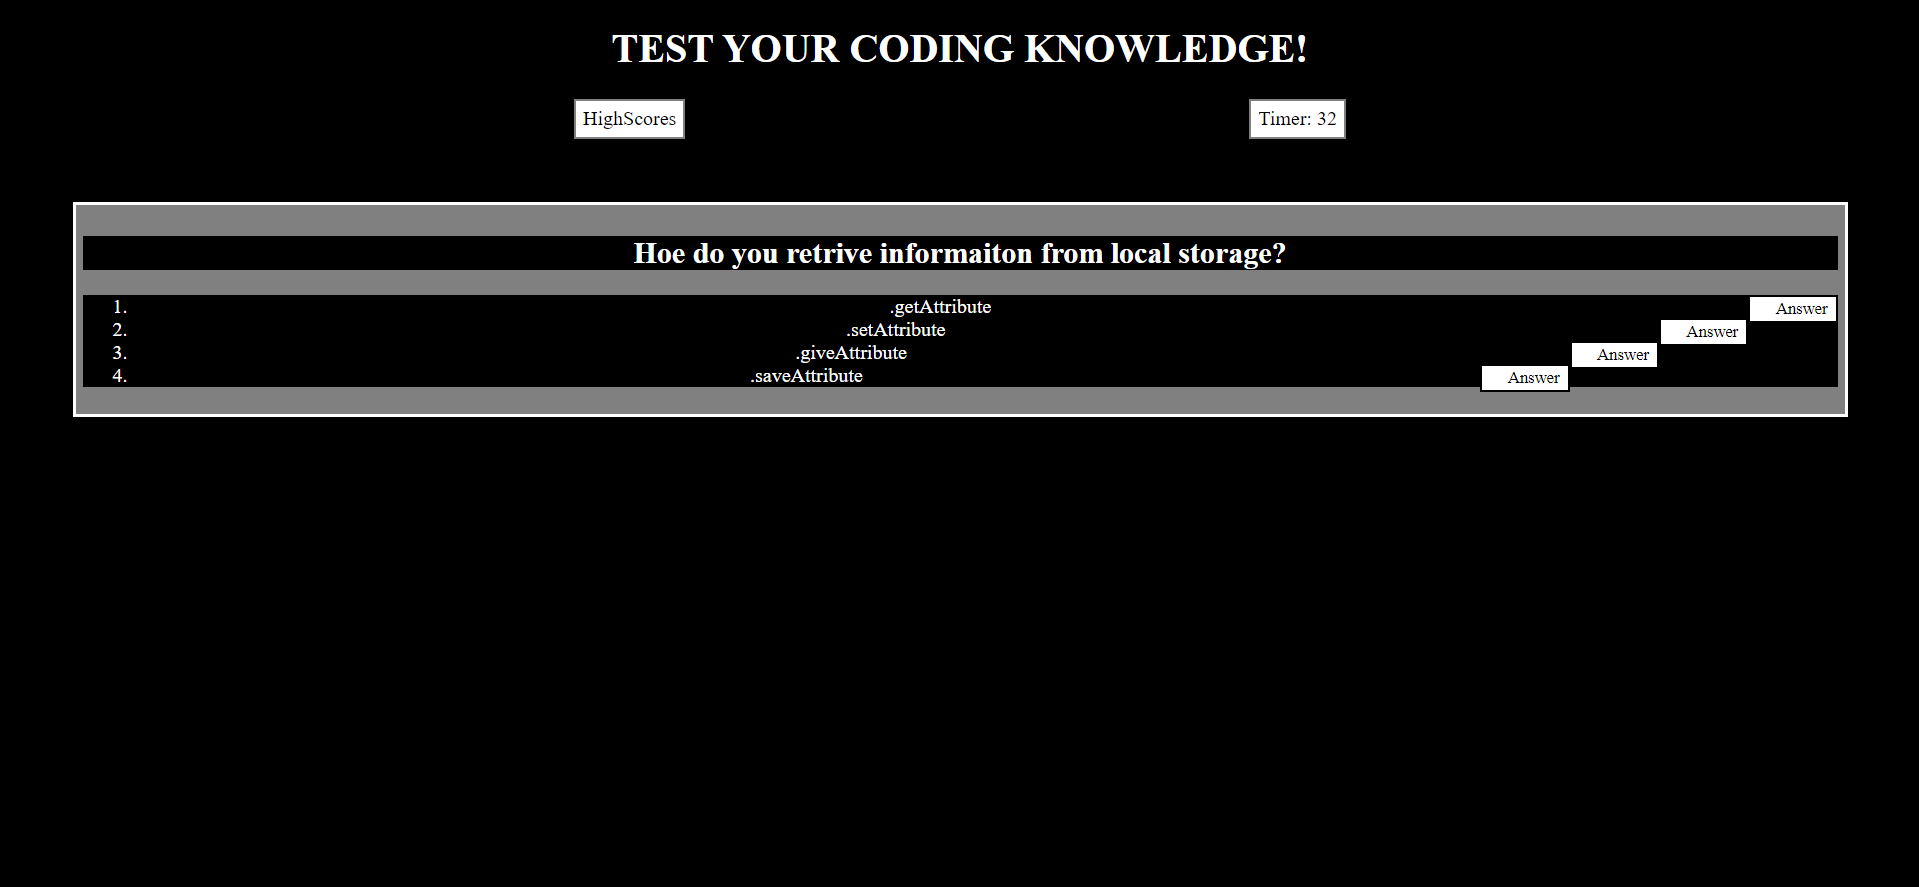 TEST YOUR CODING KNOWLEDGE!
HighScores
Timer: 32
Hoe do you retrive informaiton from local storage?
1. .getAttribute Answer
2. .setAttribute Answer
3. .giveAttribute Answer
4. .saveAttribute Answer